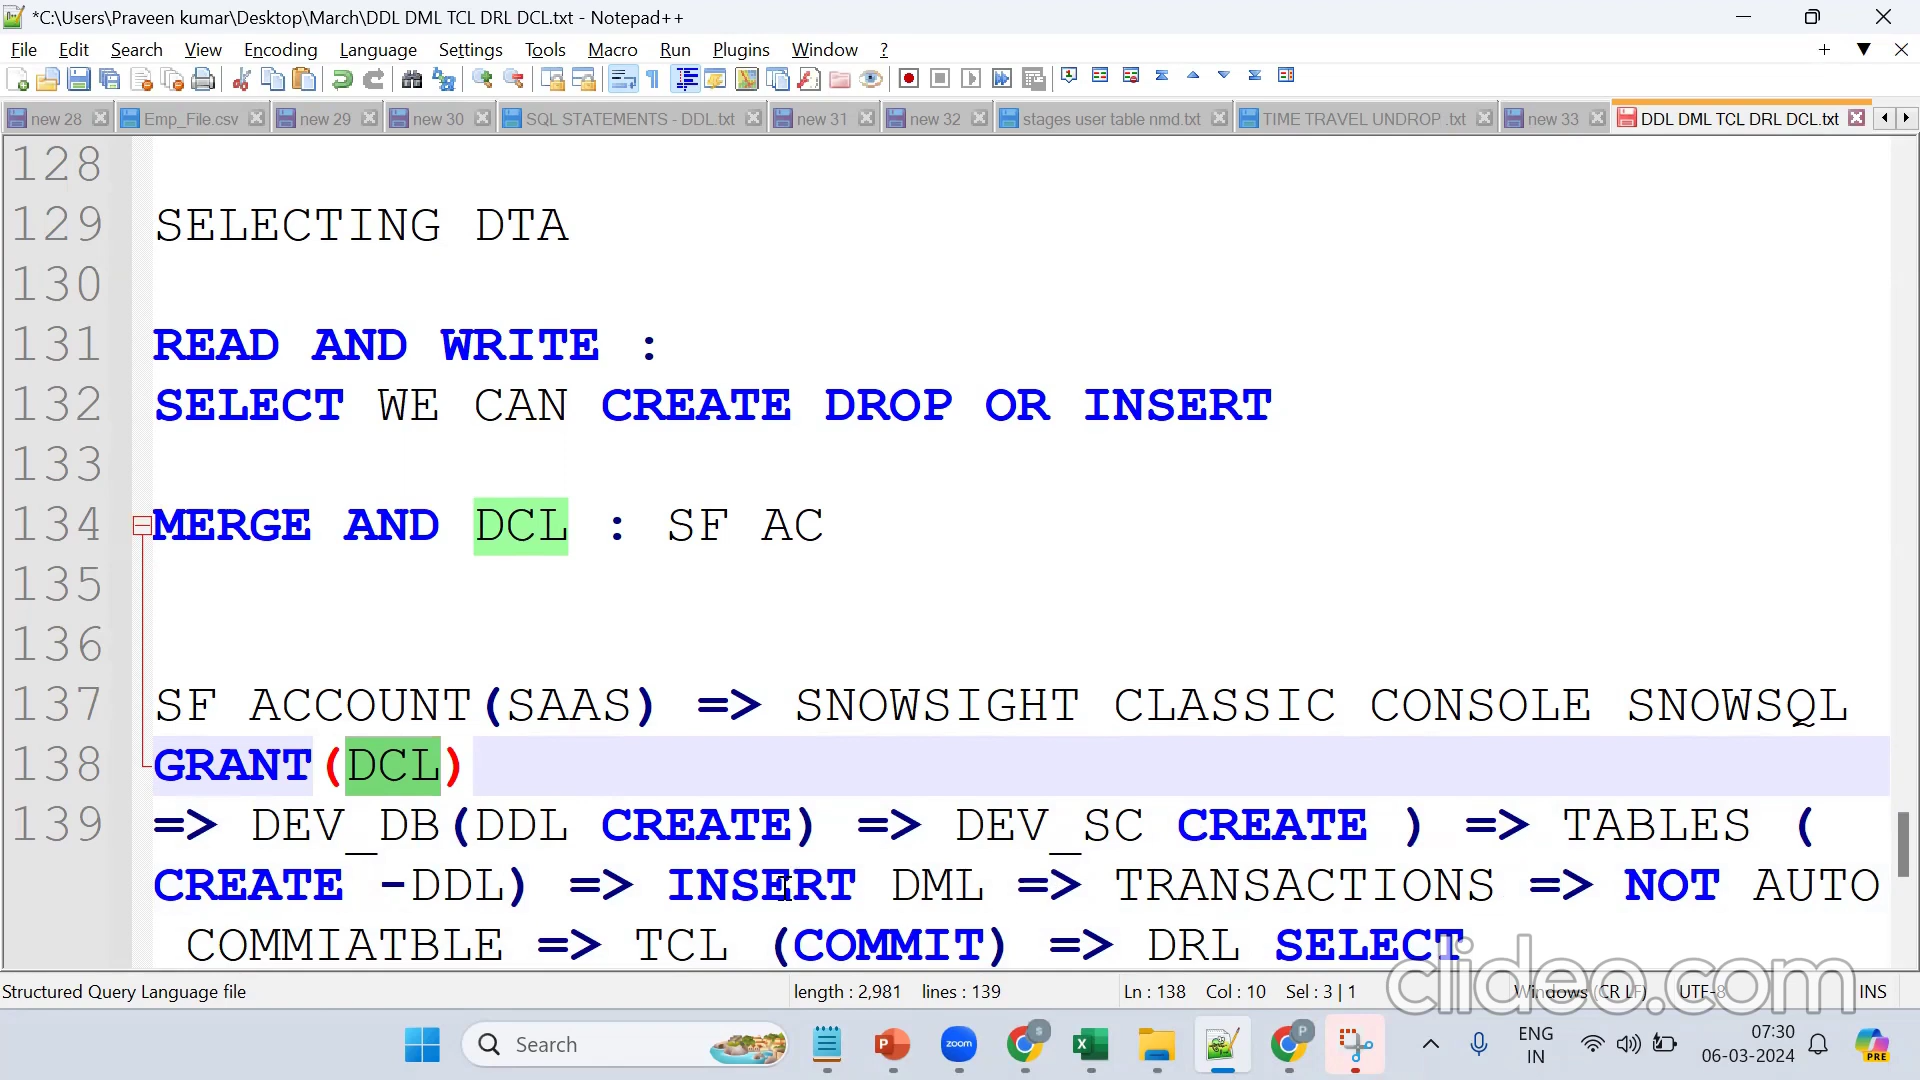 *C:\Users\Praveen kumar\Desktop\March\DDL DML TCL DRL DCL.txt - Notepad++
File Edit Search View Encoding Language Settings Tools Macro Run Plugins Window ?
new 28 Emp_File.csv new 29 new 30 SQL STATEMENTS - DDL.txt new 31 new 32 stages user table nmd.txt TIME TRAVEL UNDROP .txt new 33 DDL DML TCL DRL DCL.txt
128
129 SELECTING DTA
130
131 READ AND WRITE :
132 SELECT WE CAN CREATE DROP OR INSERT
133
134 MERGE AND DCL : SF AC
135
136
137 SF ACCOUNT(SAAS) => SNOWSIGHT CLASSIC CONSOLE SNOWSQL
138 GRANT(DCL)
139 => DEV_DB(DDL CREATE) => DEV_SC CREATE ) => TABLES (
CREATE -DDL) => INSERT DML => TRANSACTIONS => NOT AUTO
COMMIATBLE => TCL (COMMIT) => DRL SELECT
clideo.com
Structured Query Language file length : 2,981 lines : 139 Ln : 138 Col : 10 Sel : 3 | 1 Windows (CR LF) UTF-8 INS
Search zoom ENG 07:30
IN 06-03-2024 PRE